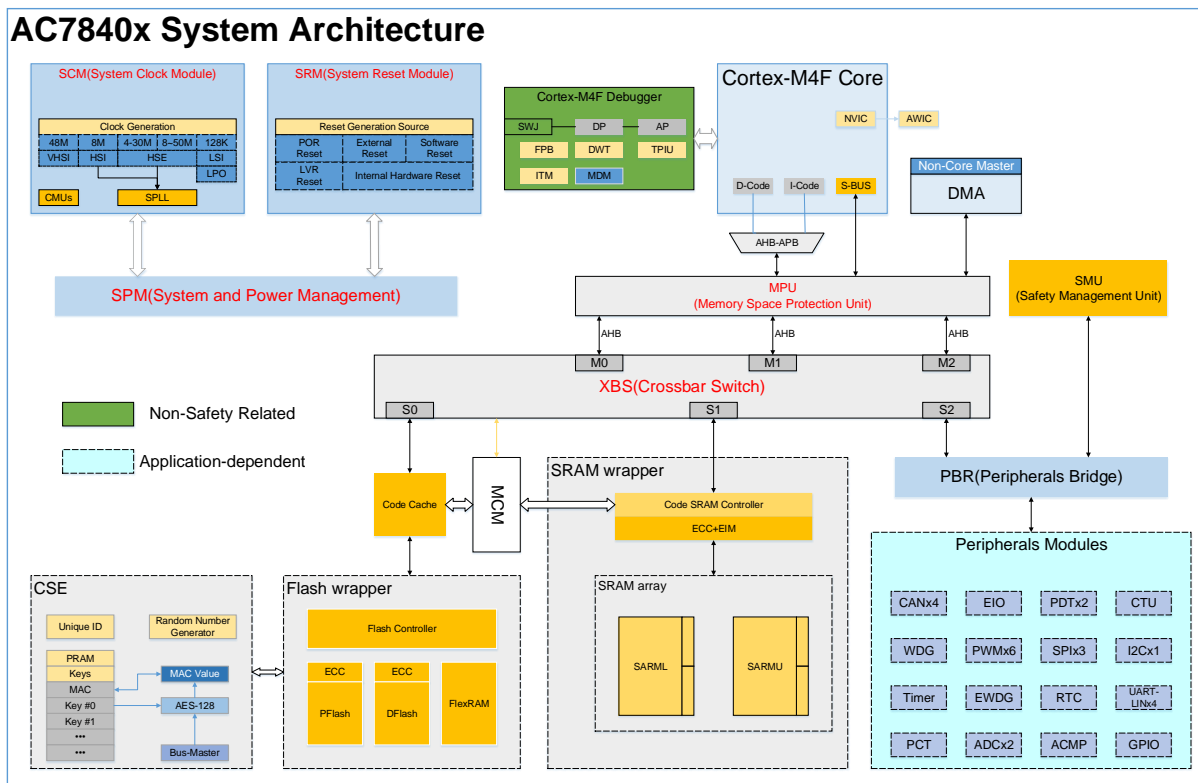 AC7840x System Architecture
SCM(System Clock Module)
Clock Generation
48M 8M 4-30M 8~50M 128K
VHSI HSI HSE LSI
LPO
CMUs SPLL
SRM(System Reset Module)
Reset Generation Source
POR Reset
External Reset
Software Reset
LVR Reset
Internal Hardware Reset
SPM(System and Power Management)
Cortex-M4F Debugger
SWJ DP AP
FPB DWT TPIU
ITM MDM
Cortex-M4F Core
NVIC AWIC
D-Code I-Code S-BUS
Non-Core Master
DMA
AHB-APB
MPU
(Memory Space Protection Unit)
SMU
(Safety Management Unit)
AHB AHB AHB
M0 M1 M2
XBS(Crossbar Switch)
S0 S1 S2
Non-Safety Related
Application-dependent
Code Cache
MCM
SRAM wrapper
Code SRAM Controller
ECC+EIM
SRAM array
SARML SARMU
PBR(Peripherals Bridge)
CSE
Unique ID
Random Number
Generator
PRAM
Keys
MAC
Key #0
Key #1
•••
•••
MAC Value
AES-128
Bus-Master
Flash wrapper
Flash Controller
ECC ECC
PFlash DFlash FlexRAM
Peripherals Modules
CANx4 EIO PDTx2 CTU
WDG PWMx6 SPIx3 I2Cx1
Timer EWDG RTC UART-
LINx4
PCT ADCx2 ACMP GPIO